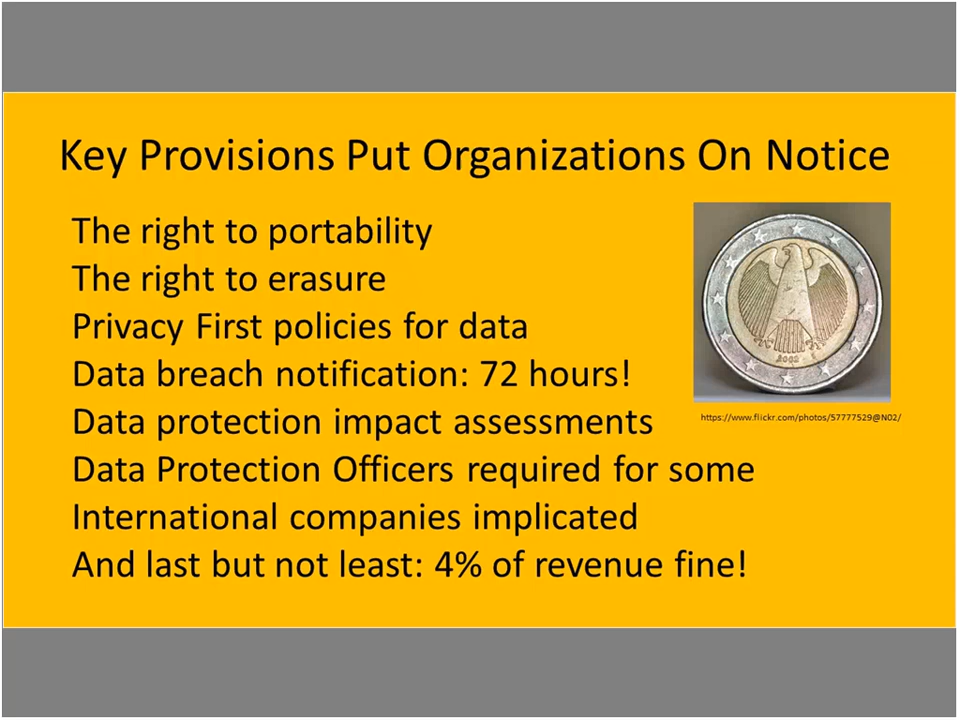 Key Provisions Put Organizations On Notice
The right to portability
The right to erasure
Privacy First policies for data
Data breach notification: 72 hours!
Data protection impact assessments
Data Protection Officers required for some
International companies implicated
And last but not least: 4% of revenue fine!
2002
https://www.flickr.com/photos/57777529@N02/